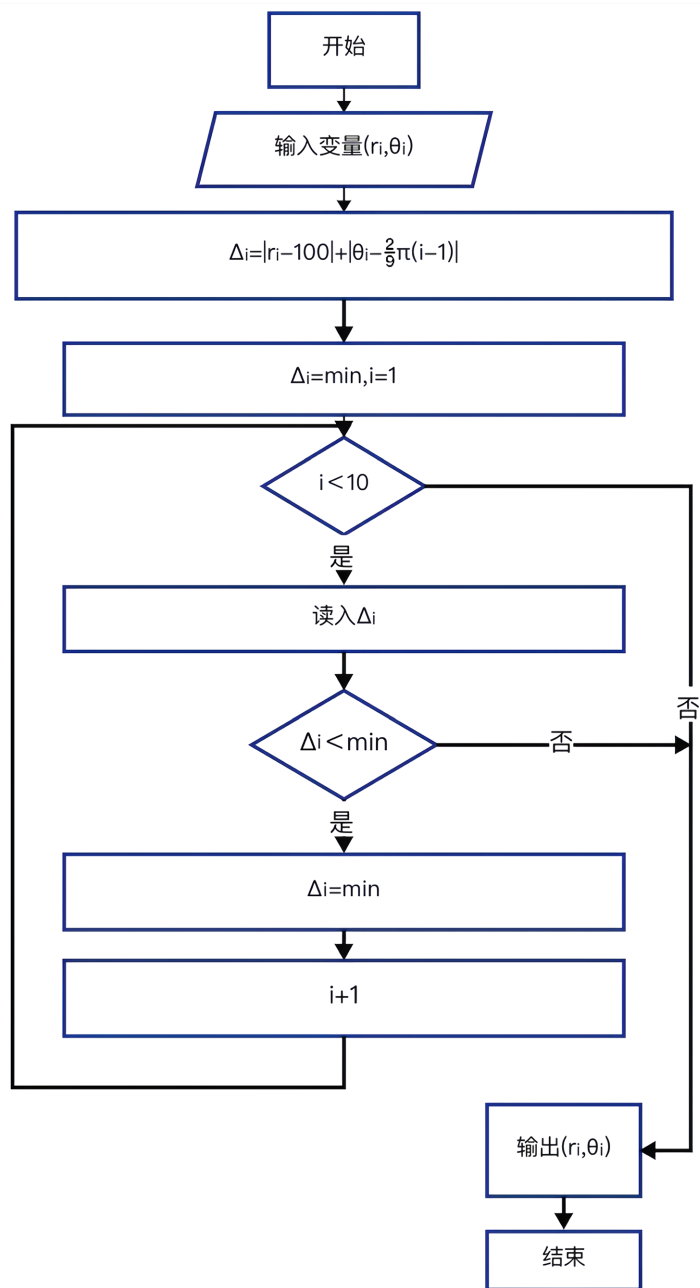 开始
输入变量(rᵢ,θᵢ)
Δᵢ=|rᵢ-100|+|θᵢ-2/9π(i-1)|
Δᵢ=min,i=1
i<10
是
读入Δᵢ
否
Δᵢ<min
否
是
Δᵢ=min
i+1
输出(rᵢ,θᵢ)
结束